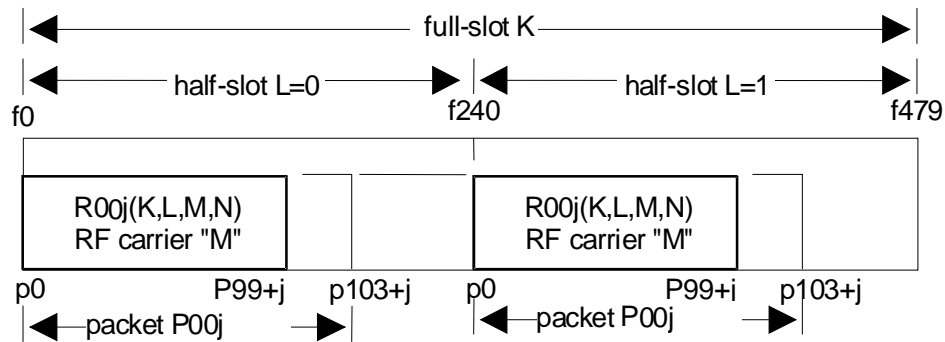 full-slot K
half-slot L=0 half-slot L=1
f0 f240 f479
R00j(K,L,M,N) R00j(K,L,M,N)
RF carrier "M" RF carrier "M"
p0 P99+j p103+j p0 P99+j p103+j
packet P00j packet P00j